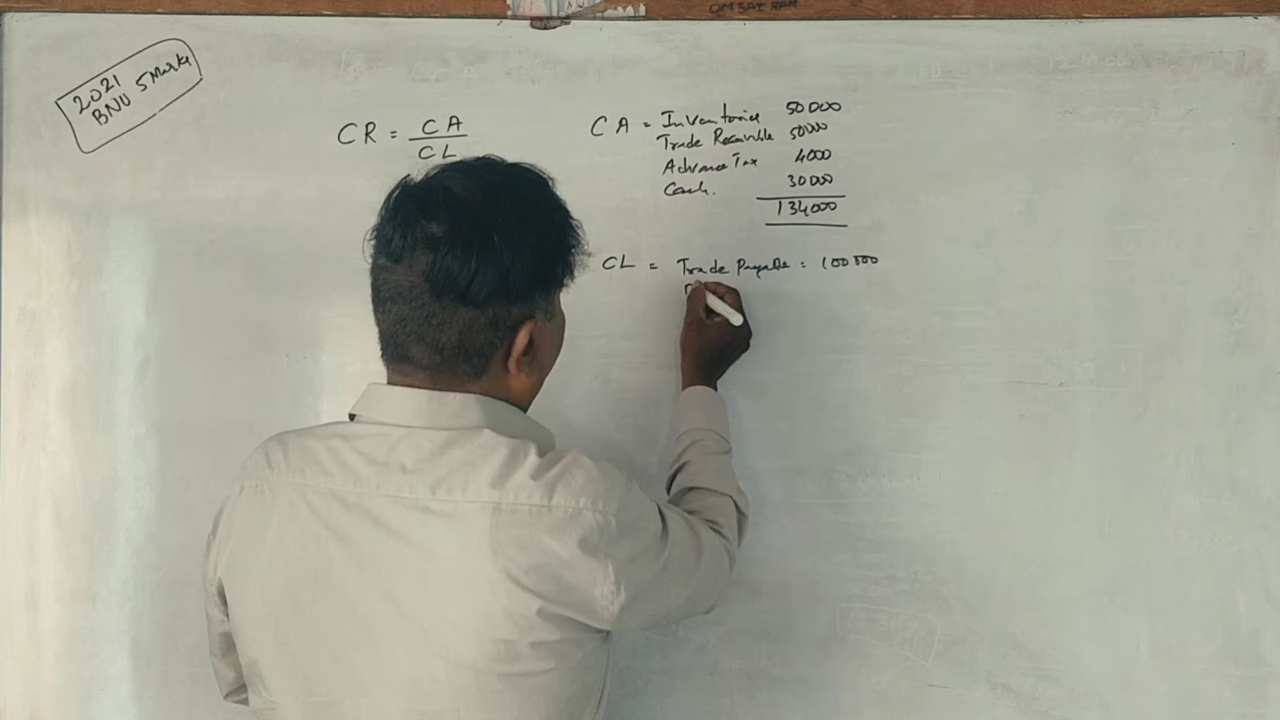 OM SAI RAM
2021
BNU 5 Marks
CR = CA
CL
CA = Inventories 50000
Trade Receivable 50000
Advance Tax 4000
Cash. 30000
134000
CL = Trade Payable = 100000